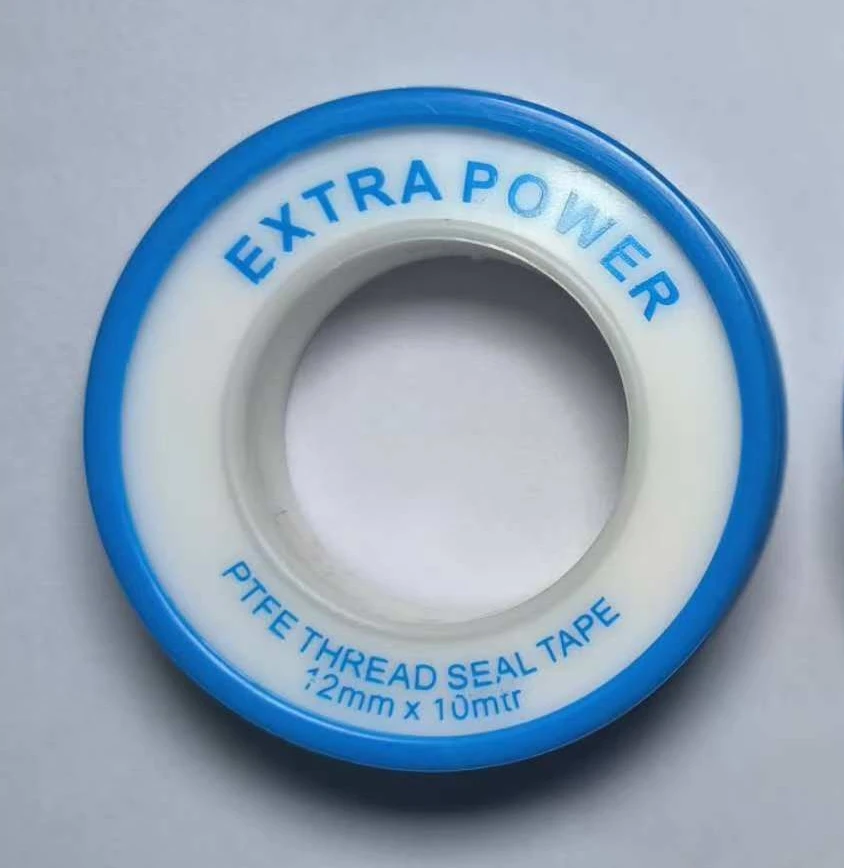 EXTRA POWER
PTFE THREAD SEAL TAPE
12mm x 10mtr